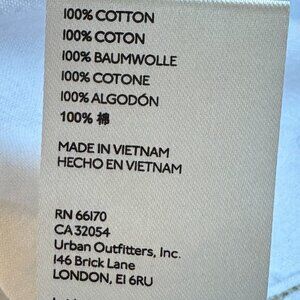 100% COTTON
100% COTON
100% BAUMWOLLE
100% COTONE
100% ALGODÓN
100% 棉
MADE IN VIETNAM
HECHO EN VIETNAM
RN 66170
CA 32054
Urban Outfitters, Inc.
146 Brick Lane
LONDON, E1 6RU